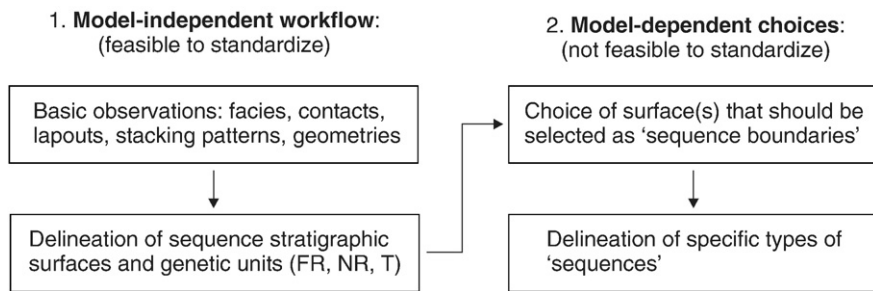 1. Model-independent workflow:
(feasible to standardize)
Basic observations: facies, contacts,
lapouts, stacking patterns, geometries
Delineation of sequence stratigraphic
surfaces and genetic units (FR, NR, T)
2. Model-dependent choices:
(not feasible to standardize)
Choice of surface(s) that should be
selected as ‘sequence boundaries’
Delineation of specific types of
‘sequences’